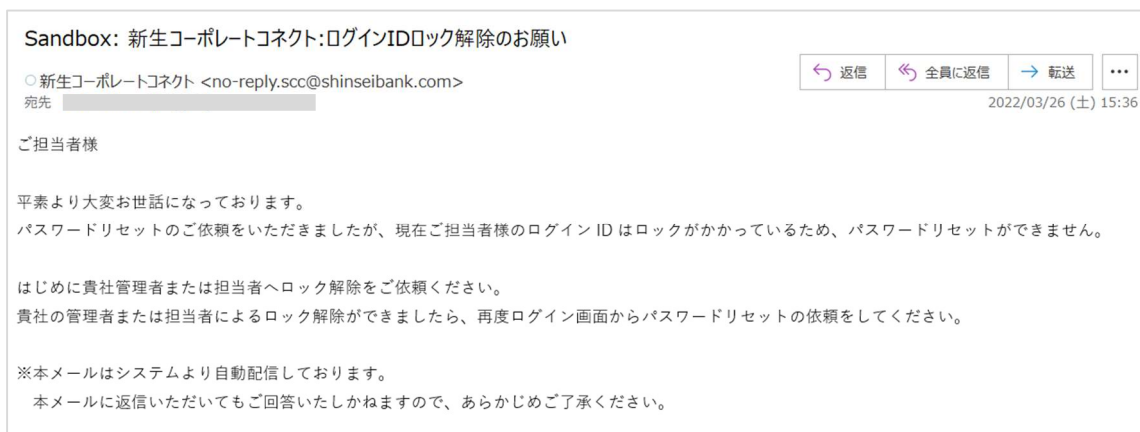 Sandbox: 新生コーポレートコネクト:ログインIDロック解除のお願い
新生コーポレートコネクト <no-reply.scc@shinseibank.com>
返信 全員に返信 転送
宛先
2022/03/26 (土) 15:36
ご担当者様
平素より大変お世話になっております。
パスワードリセットのご依頼をいただきましたが、現在ご担当者様のログイン ID はロックがかかっているため、パスワードリセットができません。
はじめに貴社管理者または担当者へロック解除をご依頼ください。
貴社の管理者または担当者によるロック解除ができましたら、再度ログイン画面からパスワードリセットの依頼をしてください。
※本メールはシステムより自動配信しております。
本メールに返信いただいてもご回答いたしかねますので、あらかじめご了承ください。